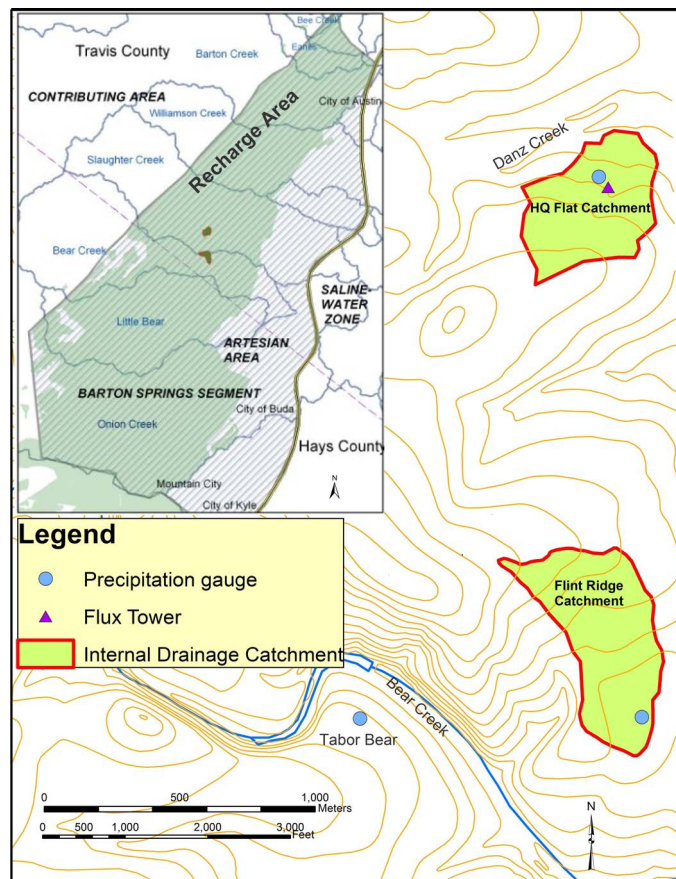 Bee Creek
Travis County
Barton Creek
Eanes
CONTRIBUTING AREA
City of Austin
Williamson Creek
Recharge Area
Slaughter Creek
Bear Creek
SALINE-
WATER
ZONE
Little Bear
ARTESIAN
AREA
BARTON SPRINGS SEGMENT
City of Buda
Onion Creek
Hays County
Mountain City
N
City of Kyle
Danz Creek
HQ Flat Catchment
Legend
Precipitation gauge
Flux Tower
Internal Drainage Catchment
Flint Ridge
Catchment
Bear Creek
Tabor Bear
0 500 1,000
Meters
0 500 1,000 2,000 3,000
Feet
N